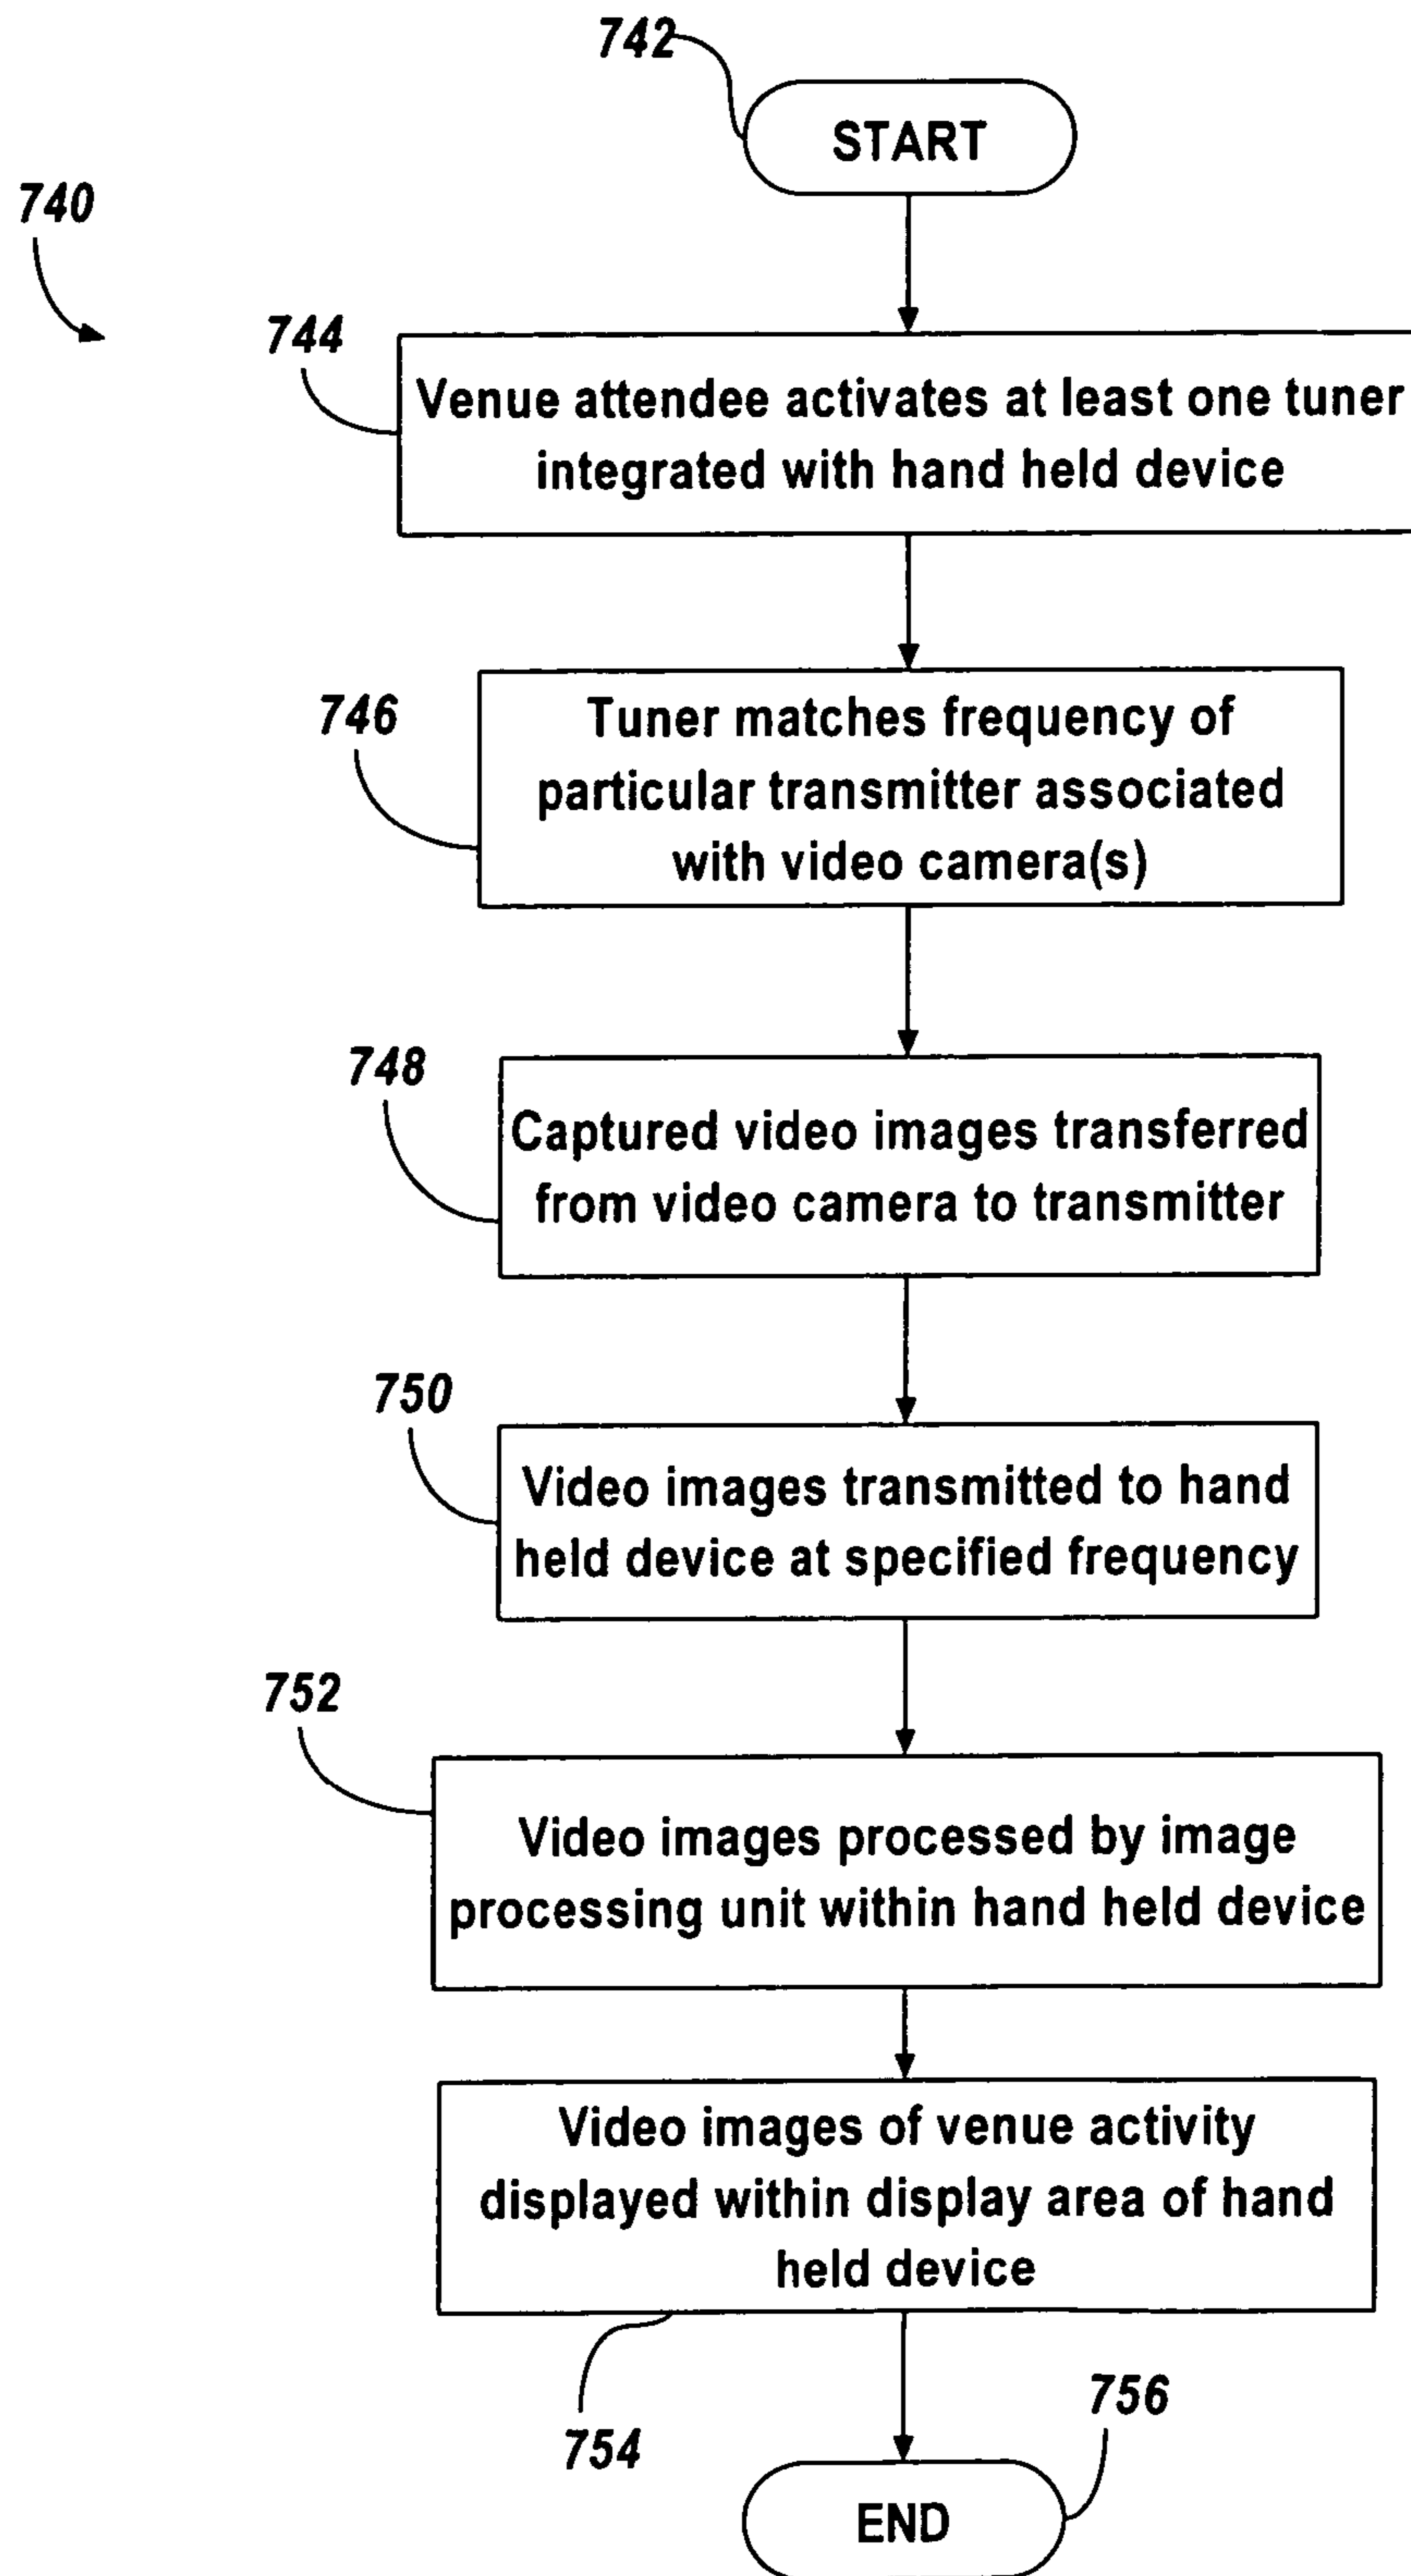 742
START
740
744
Venue attendee activates at least one tuner
integrated with hand held device
746
Tuner matches frequency of
particular transmitter associated
with video camera(s)
748
Captured video images transferred
from video camera to transmitter
750
Video images transmitted to hand
held device at specified frequency
752
Video images processed by image
processing unit within hand held device
Video images of venue activity
displayed within display area of hand
held device
754
756
END